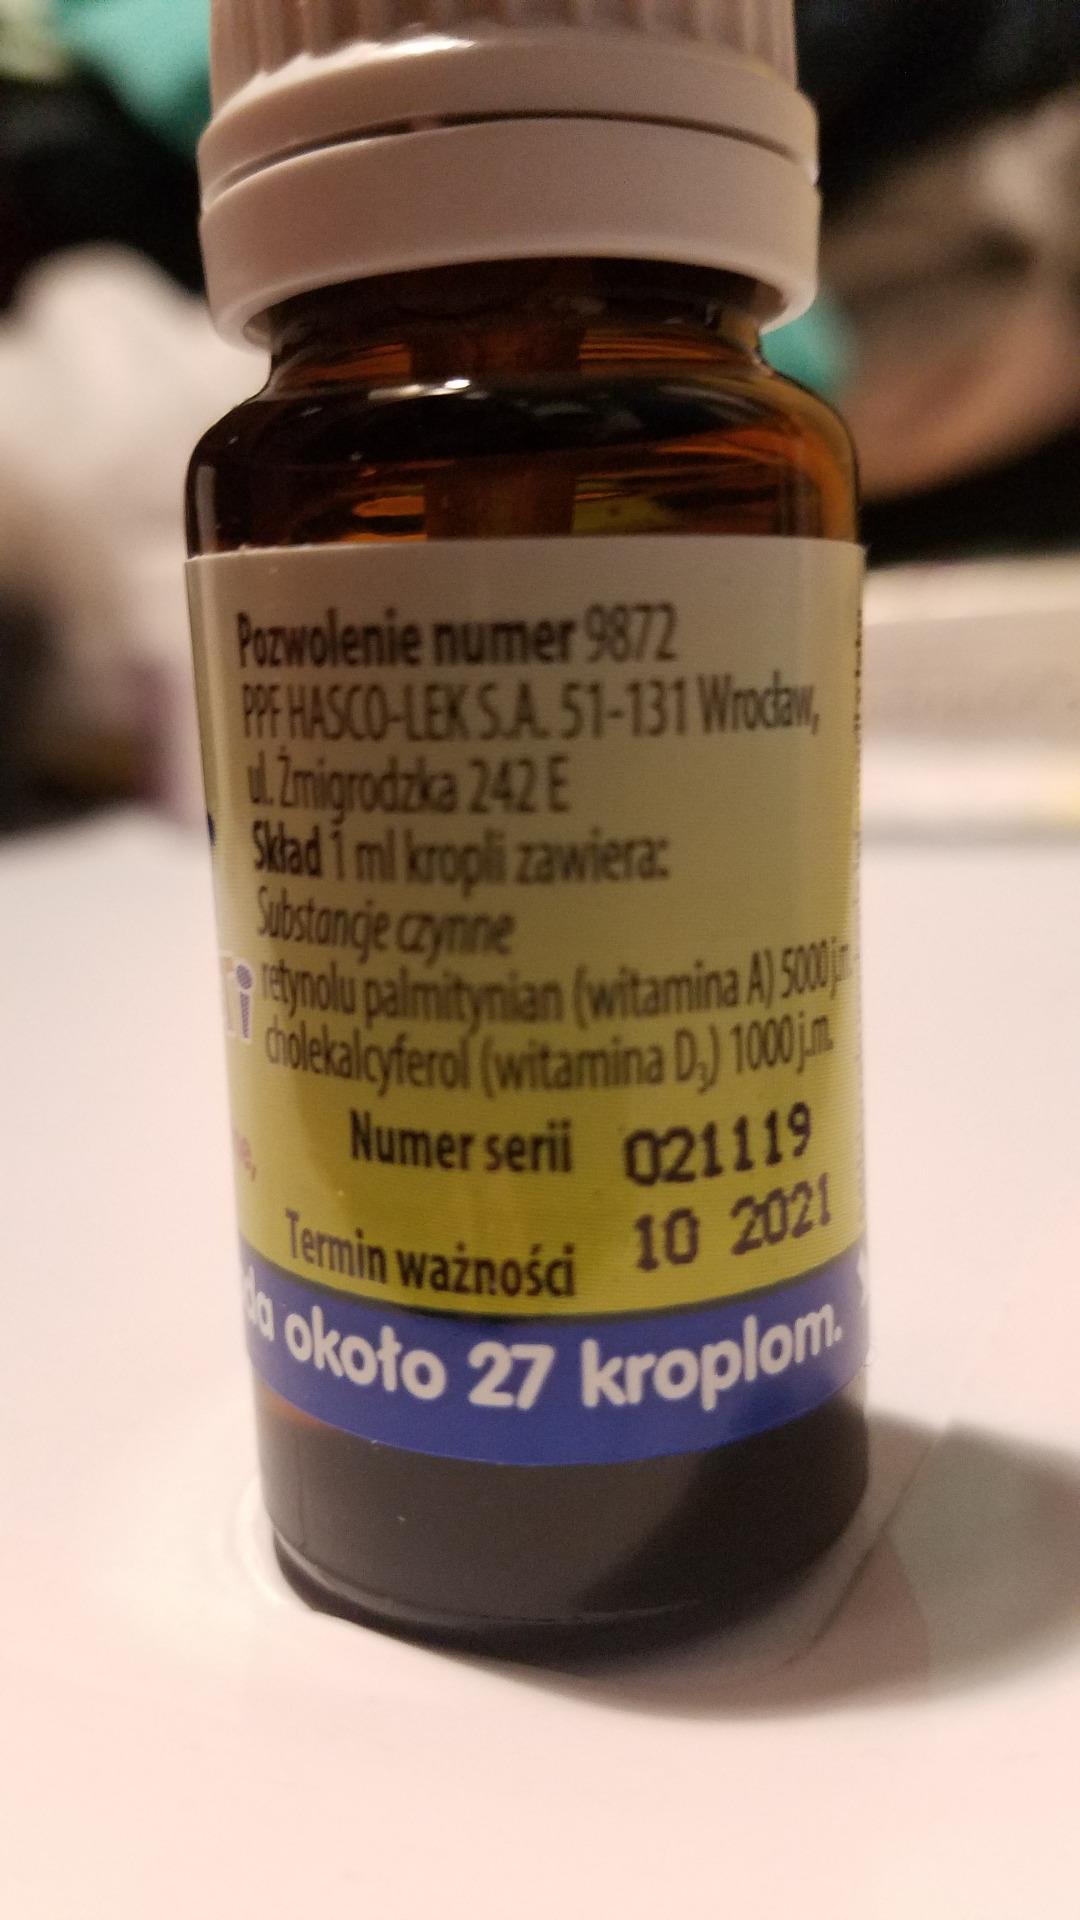 Pozwolenie numer 9872
PPF HASCO-LEK S.A. 51-131 Wrocław,
ul. Żmigrodzka 242 E
Skład 1 ml kropli zawiera:
Substancje czynne
retynolu palmitynian (witamina A) 5000 j.m.
cholekalcyferol (witamina D₃) 1000 j.m.
Numer serii 021119
Termin ważności 10 2021
około 27 kroplom.